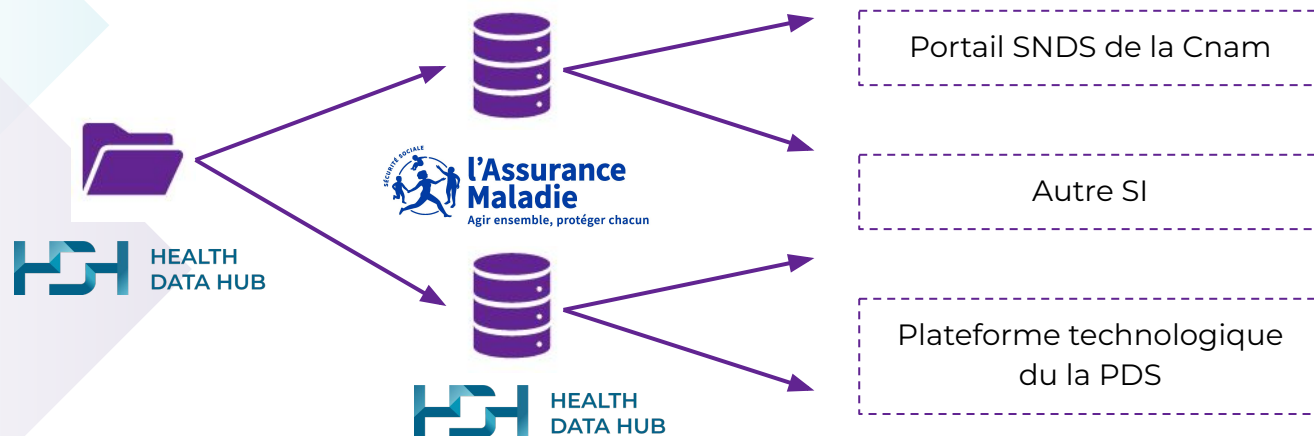 Portail SNDS de la Cnam
SÉCURITÉ SOCIALE
l'Assurance
Maladie
Agir ensemble, protéger chacun
Autre SI
HEALTH
DATA HUB
Plateforme technologique
du la PDS
HEALTH
DATA HUB